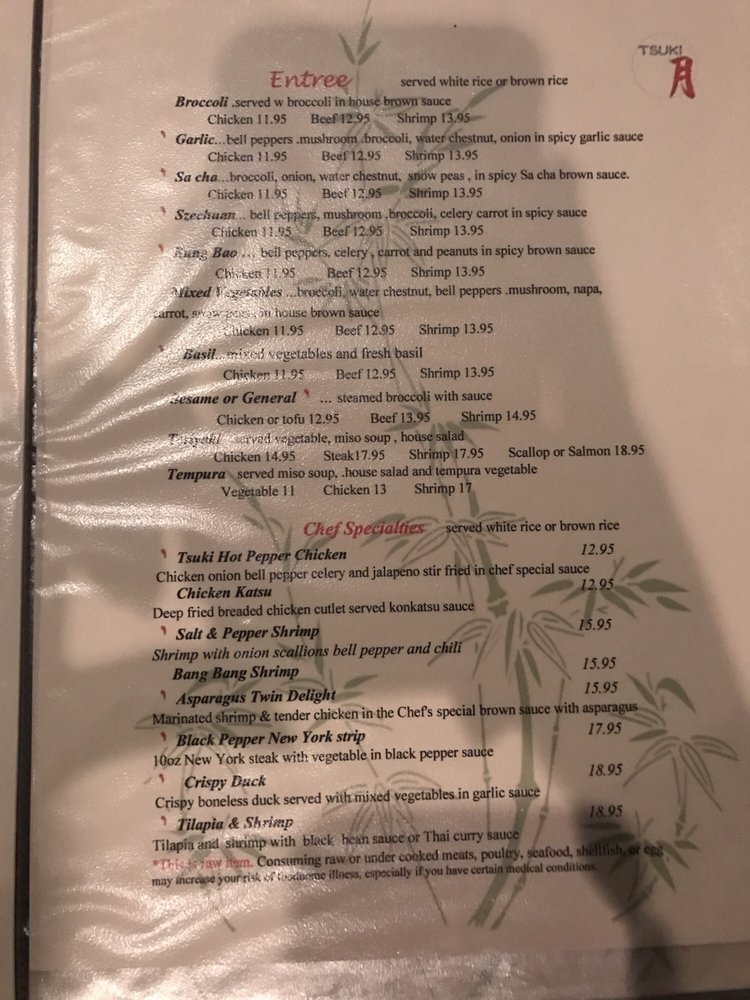 TSUKI
月
Entree served white rice or brown rice
Broccoli .served w broccoli in house brown sauce
Chicken 11.95 Beef 12.95 Shrimp 13.95
Garlic...bell peppers .mushroom .broccoli, water chestnut, onion in spicy garlic sauce
Chicken 11.95 Beef 12.95 Shrimp 13.95
Sa cha...broccoli, onion, water chestnut, snow peas , in spicy Sa cha brown sauce.
Chicken 11.95 Beef 12.95 Shrimp 13.95
Szechuan... bell peppers, mushroom .broccoli, celery carrot in spicy sauce
Chicken 11.95 Beef 12.95 Shrimp 13.95
Kung Bao ... bell peppers. celery , carrot and peanuts in spicy brown sauce
Chicken 11.95 Beef 12.95 Shrimp 13.95
Mixed Vegetables ...broccoli, water chestnut, bell peppers .mushroom, napa,
carrot, snow peas in house brown sauce
Chicken 11.95 Beef 12.95 Shrimp 13.95
Basil...mixed vegetables and fresh basil
Chicken 11.95 Beef 12.95 Shrimp 13.95
Sesame or General ... steamed broccoli with sauce
Chicken or tofu 12.95 Beef 13.95 Shrimp 14.95
Teriyaki served vegetable, miso soup , house salad
Chicken 14.95 Steak17.95 Shrimp 17.95 Scallop or Salmon 18.95
Tempura served miso soup, .house salad and tempura vegetable
Vegetable 11 Chicken 13 Shrimp 17
Chef Specialties served white rice or brown rice
Tsuki Hot Pepper Chicken 12.95
Chicken onion bell pepper celery and jalapeno stir fried in chef special sauce
Chicken Katsu 12.95
Deep fried breaded chicken cutlet served konkatsu sauce
Salt & Pepper Shrimp 15.95
Shrimp with onion scallions bell pepper and chili
Bang Bang Shrimp 15.95
Asparagus Twin Delight 15.95
Marinated shrimp & tender chicken in the Chef's special brown sauce with asparagus
Black Pepper New York strip 17.95
10oz New York steak with vegetable in black pepper sauce
Crispy Duck 18.95
Crispy boneless duck served with mixed vegetables in garlic sauce
Tilapia & Shrimp 18.95
Tilapia and shrimp with black bean sauce or Thai curry sauce
*This is raw item. Consuming raw or under cooked meats, poultry, seafood, shellfish, or egg
may increase your risk of foodborne illness, especially if you have certain medical conditions.